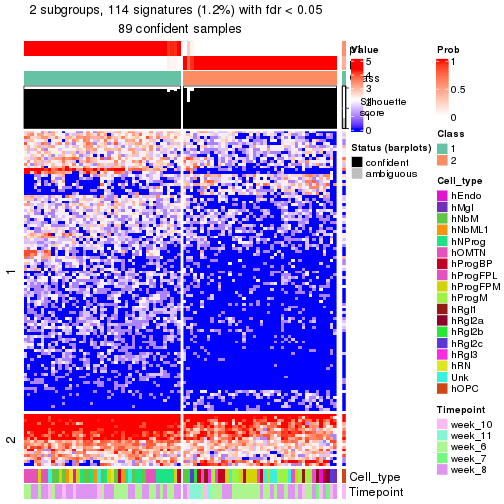 2 subgroups, 114 signatures (1.2%) with fdr < 0.05
89 confident samples
p1
p2
Class
Silhouette
score
1
2
Cell_type
Timepoint
Value
5
4
3
2
1
0
Status (barplots)
confident
ambiguous
Prob
1
0.5
0
Class
1
2
Cell_type
hEndo
hMgl
hNbM
hNbML1
hNProg
hOMTN
hProgBP
hProgFPL
hProgFPM
hProgM
hRgl1
hRgl2a
hRgl2b
hRgl2c
hRgl3
hRN
Unk
hOPC
Timepoint
week_10
week_11
week_6
week_7
week_8